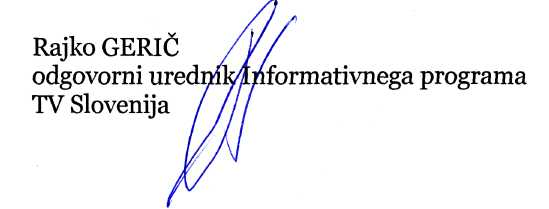 Rajko GERIČ
odgovorni urednik Informativnega programa
TV Slovenija